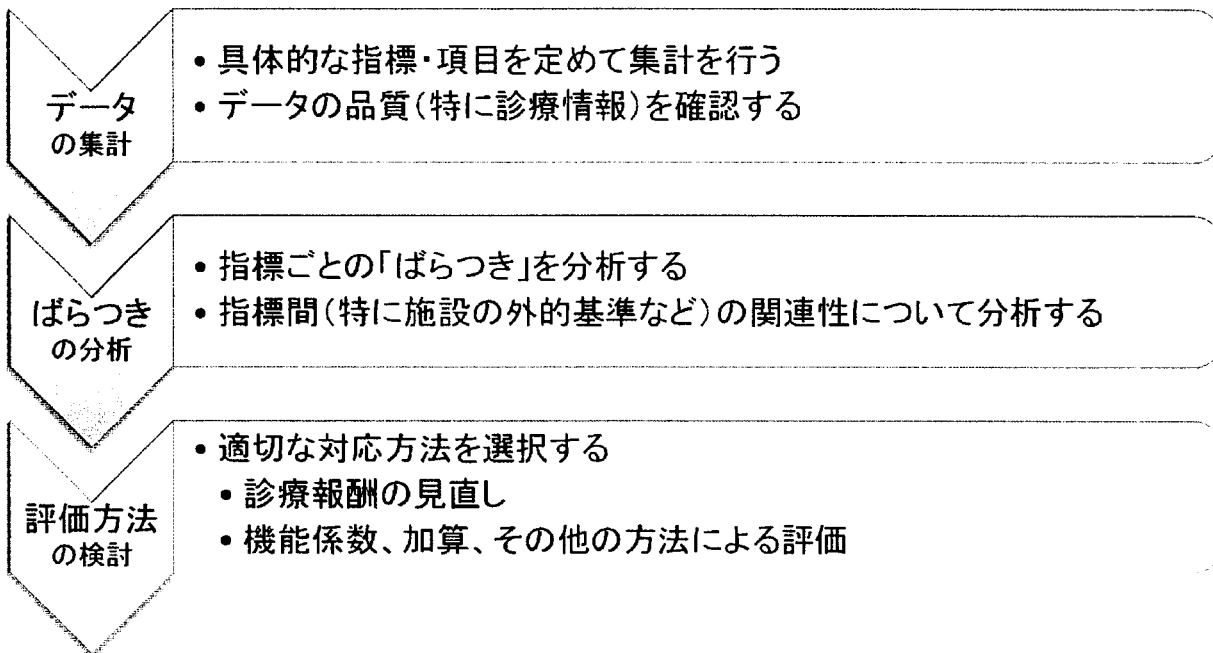 データ
の集計
• 具体的な指標・項目を定めて集計を行う
• データの品質(特に診療情報)を確認する
ばらつき
の分析
• 指標ごとの「ばらつき」を分析する
• 指標間(特に施設の外的基準など)の関連性について分析する
評価方法
の検討
• 適切な対応方法を選択する
• 診療報酬の見直し
• 機能係数、加算、その他の方法による評価